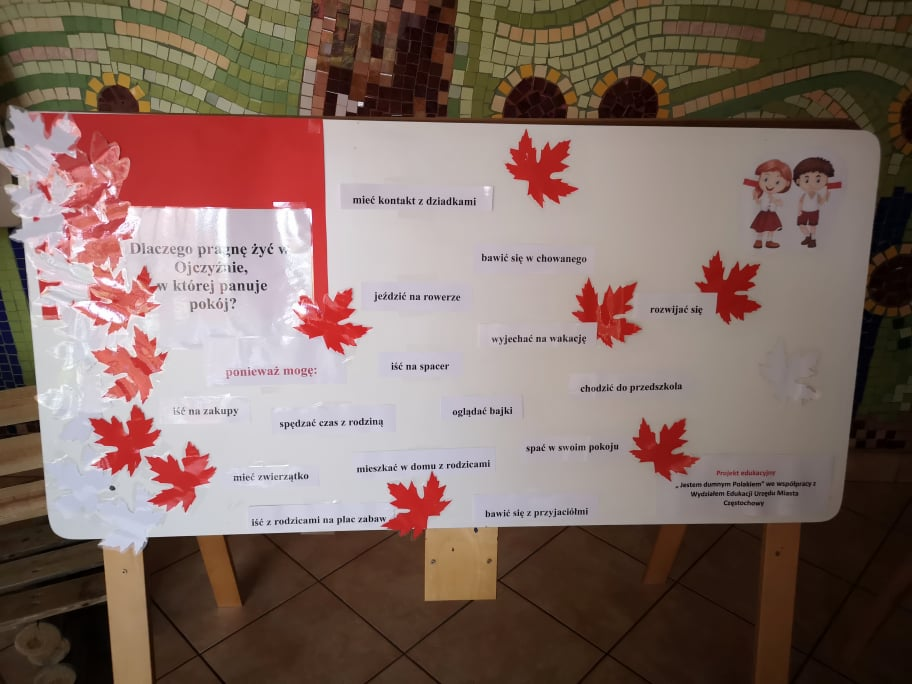 Dlaczego pragnę żyć w
Ojczyźnie,
w której panuje
pokój?
ponieważ mogę:
mieć kontakt z dziadkami
bawić się w chowanego
jeździć na rowerze
rozwijać się
wyjechać na wakację
iść na spacer
chodzić do przedszkola
iść na zakupy
oglądać bajki
spędzać czas z rodziną
spać w swoim pokoju
mieszkać w domu z rodzicami
mieć zwierzątko
iść z rodzicami na plac zabaw
bawić się z przyjaciółmi
Projekt edukacyjny
„Jestem dumnym Polakiem" we współpracy z
Wydziałem Edukacji Urzędu Miasta
Częstochowy